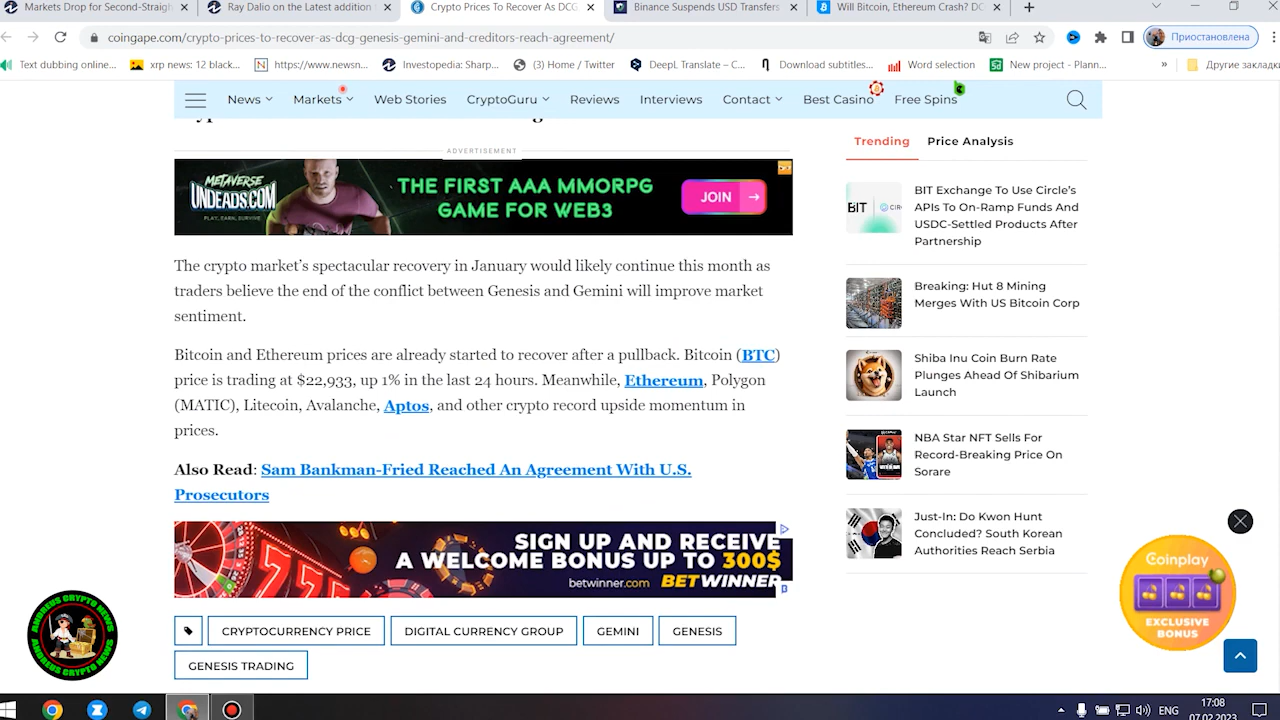 Markets Drop for Second-Straigh
Ray Dalio on the Latest addition
Crypto Prices To Recover As DCG
Binance Suspends USD Transfers
Will Bitcoin, Ethereum Crash? DC
coingape.com/crypto-prices-to-recover-as-dcg-genesis-gemini-and-creditors-reach-agreement/
Приостановлена
Text dubbing online...
xrp news: 12 black...
https://www.newsn...
Investopedia: Sharp...
(3) Home / Twitter
DeepL Translate – C...
Download subtitles...
Word selection
New project - Plann...
»
Другие закладки
News
Markets
Web Stories
CryptoGuru
Reviews
Interviews
Contact
Best Casino
Free Spins
ADVERTISEMENT
METAVERSE
UNDEADS.COM
PLAY, EARN, SURVIVE
THE FIRST AAA MMORPG
GAME FOR WEB3
JOIN →
The crypto market’s spectacular recovery in January would likely continue this month as
traders believe the end of the conflict between Genesis and Gemini will improve market
sentiment.
Bitcoin and Ethereum prices are already started to recover after a pullback. Bitcoin (BTC)
price is trading at $22,933, up 1% in the last 24 hours. Meanwhile, Ethereum, Polygon
(MATIC), Litecoin, Avalanche, Aptos, and other crypto record upside momentum in
prices.
Also Read: Sam Bankman-Fried Reached An Agreement With U.S.
Prosecutors
SIGN UP AND RECEIVE
A WELCOME BONUS UP TO 300$
betwinner.com BETWINNER
CRYPTOCURRENCY PRICE
DIGITAL CURRENCY GROUP
GEMINI
GENESIS
GENESIS TRADING
Trending
Price Analysis
BIT
CIR
BIT Exchange To Use Circle’s
APIs To On-Ramp Funds And
USDC-Settled Products After
Partnership
Breaking: Hut 8 Mining
Merges With US Bitcoin Corp
Shiba Inu Coin Burn Rate
Plunges Ahead Of Shibarium
Launch
NBA Star NFT Sells For
Record-Breaking Price On
Sorare
Just-In: Do Kwon Hunt
Concluded? South Korean
Authorities Reach Serbia
Coinplay
EXCLUSIVE
BONUS
ANDREUS CRYPTO NEWS
ANDREUS CRYPTO NEWS
ENG
17:08
07.02.2023